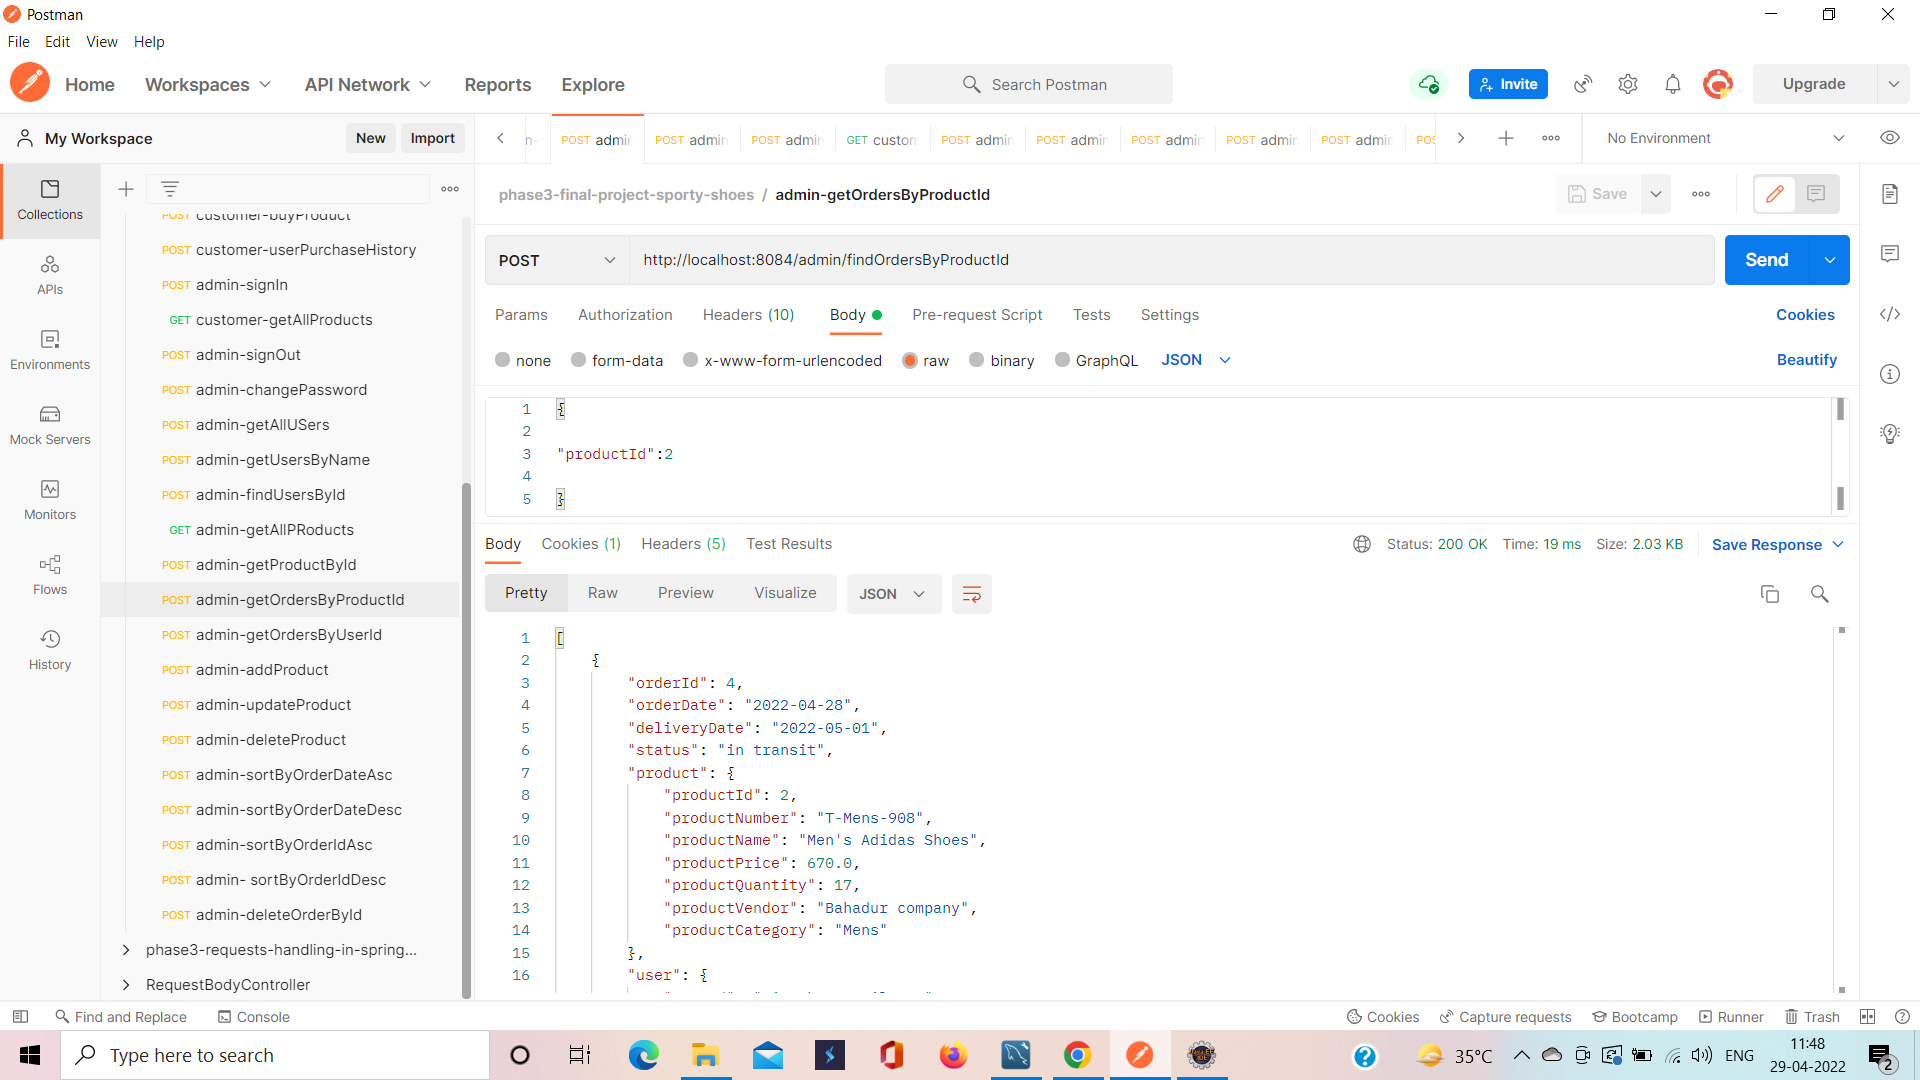 Postman
File Edit View Help
Home Workspaces API Network Reports Explore Search Postman Invite Upgrade
My Workspace New Import
POST admin POST admin POST admin GET custom POST admin POST admin POST admin POST admin POST admin No Environment
phase3-final-project-sporty-shoes / admin-getOrdersByProductId Save
POST http://localhost:8084/admin/findOrdersByProductId Send
Params Authorization Headers (10) Body Pre-request Script Tests Settings Cookies
none form-data x-www-form-urlencoded raw binary GraphQL JSON Beautify
1 {
2
3 "productId":2
4
5 }
Collections
APIs
Environments
Mock Servers
Monitors
Flows
History
POST customer-buyProduct
POST customer-userPurchaseHistory
POST admin-signIn
GET customer-getAllProducts
POST admin-signOut
POST admin-changePassword
POST admin-getAllUSers
POST admin-getUsersByName
POST admin-findUsersById
GET admin-getAllPRoducts
POST admin-getProductById
POST admin-getOrdersByProductId
POST admin-getOrdersByUserId
POST admin-addProduct
POST admin-updateProduct
POST admin-deleteProduct
POST admin-sortByOrderDateAsc
POST admin-sortByOrderDateDesc
POST admin-sortByOrderIdAsc
POST admin- sortByOrderIdDesc
POST admin-deleteOrderById
phase3-requests-handling-in-spring...
RequestBodyController
Body Cookies (1) Headers (5) Test Results Status: 200 OK Time: 19 ms Size: 2.03 KB Save Response
Pretty Raw Preview Visualize JSON
1 [
2 {
3 "orderId": 4,
4 "orderDate": "2022-04-28",
5 "deliveryDate": "2022-05-01",
6 "status": "in transit",
7 "product": {
8 "productId": 2,
9 "productNumber": "T-Mens-908",
10 "productName": "Men's Adidas Shoes",
11 "productPrice": 670.0,
12 "productQuantity": 17,
13 "productVendor": "Bahadur company",
14 "productCategory": "Mens"
15 },
16 "user": {
Find and Replace Console Cookies Capture requests Bootcamp Runner Trash
Type here to search 35°C ENG 11:48
29-04-2022 2